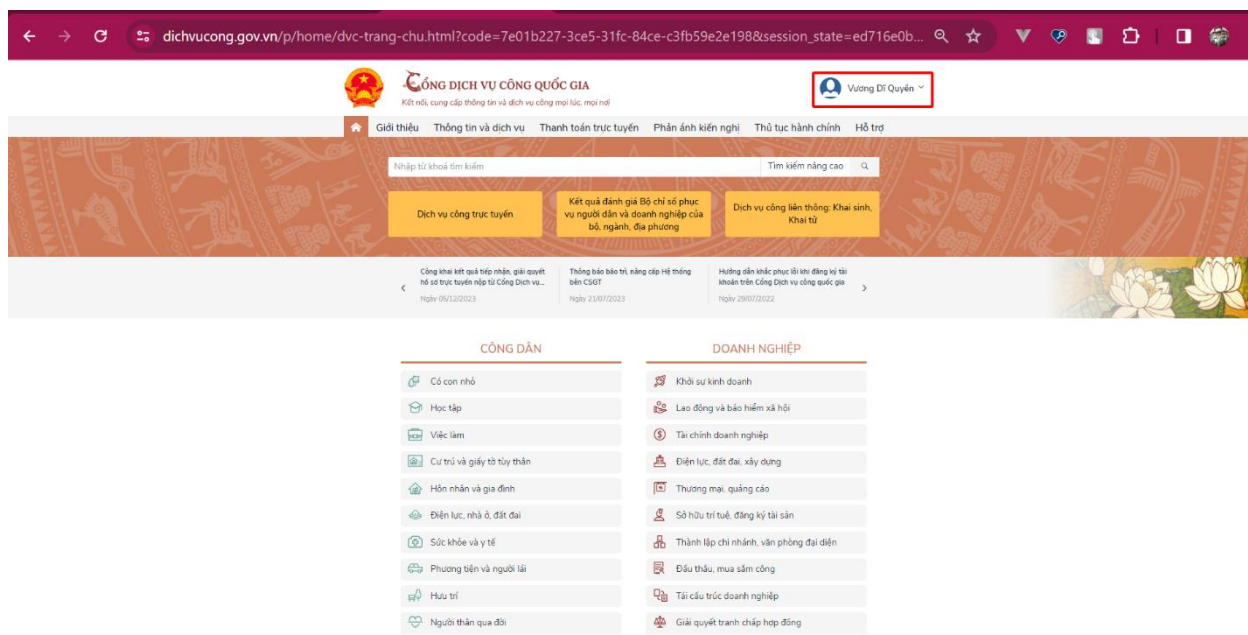 dichvucong.gov.vn/p/home/dvc-trang-chu.html?code=7e01b227-3ce5-31fc-84ce-c3fb59e2e198&session_state=ed716e0b...
CỔNG DỊCH VỤ CÔNG QUỐC GIA
Kết nối, cung cấp thông tin và dịch vụ công mọi lúc, mọi nơi
Vương Dĩ Quyền
Giới thiệu Thông tin và dịch vụ Thanh toán trực tuyến Phản ánh kiến nghị Thủ tục hành chính Hỗ trợ
Nhập từ khoá tìm kiếm Tìm kiếm nâng cao
Dịch vụ công trực tuyến
Kết quả đánh giá Bộ chỉ số phục
vụ người dân và doanh nghiệp của
bộ, ngành, địa phương
Dịch vụ công liên thông: Khai sinh,
Khai tử
Công khai kết quả tiếp nhận, giải quyết
hồ sơ trực tuyến nộp từ Cổng Dịch vụ...
Ngày 05/12/2023
Thông báo bảo trì, nâng cấp Hệ thống
bên CSGT
Ngày 21/07/2023
Hướng dẫn khắc phục lỗi khi đăng ký tài
khoản trên Cổng Dịch vụ công quốc gia
Ngày 29/07/2022
CÔNG DÂN
Có con nhỏ
Học tập
Việc làm
Cư trú và giấy tờ tùy thân
Hôn nhân và gia đình
Điện lực, nhà ở, đất đai
Sức khỏe và y tế
Phương tiện và người lái
Hưu trí
Người thân qua đời
DOANH NGHIỆP
Khởi sự kinh doanh
Lao động và bảo hiểm xã hội
Tài chính doanh nghiệp
Điện lực, đất đai, xây dựng
Thương mại, quảng cáo
Sở hữu trí tuệ, đăng ký tài sản
Thành lập chi nhánh, văn phòng đại diện
Đấu thầu, mua sắm công
Tái cấu trúc doanh nghiệp
Giải quyết tranh chấp hợp đồng